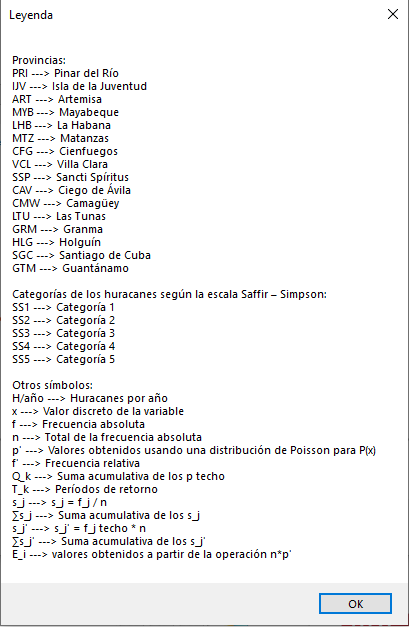 Leyenda
Provincias:
PRI ---> Pinar del Río
IJV ---> Isla de la Juventud
ART ---> Artemisa
MYB ---> Mayabeque
LHB ---> La Habana
MTZ ---> Matanzas
CFG ---> Cienfuegos
VCL ---> Villa Clara
SSP ---> Sancti Spíritus
CAV ---> Ciego de Ávila
CMW ---> Camagüey
LTU ---> Las Tunas
GRM ---> Granma
HLG ---> Holguín
SGC ---> Santiago de Cuba
GTM ---> Guantánamo
Categorías de los huracanes según la escala Saffir – Simpson:
SS1 ---> Categoría 1
SS2 ---> Categoría 2
SS3 ---> Categoría 3
SS4 ---> Categoría 4
SS5 ---> Categoría 5
Otros símbolos:
H/año ---> Huracanes por año
x ---> Valor discreto de la variable
f ---> Frecuencia absoluta
n ---> Total de la frecuencia absoluta
p' ---> Valores obtenidos usando una distribución de Poisson para P(x)
f' ---> Frecuencia relativa
Q_k ---> Suma acumulativa de los p techo
T_k ---> Períodos de retorno
s_j ---> s_j = f_j / n
∑s_j ---> Suma acumulativa de los s_j
s_j' ---> s_j' = f_j techo * n
∑s_j' ---> Suma acumulativa de los s_j'
E_i ---> valores obtenidos a partir de la operación n*p'
OK